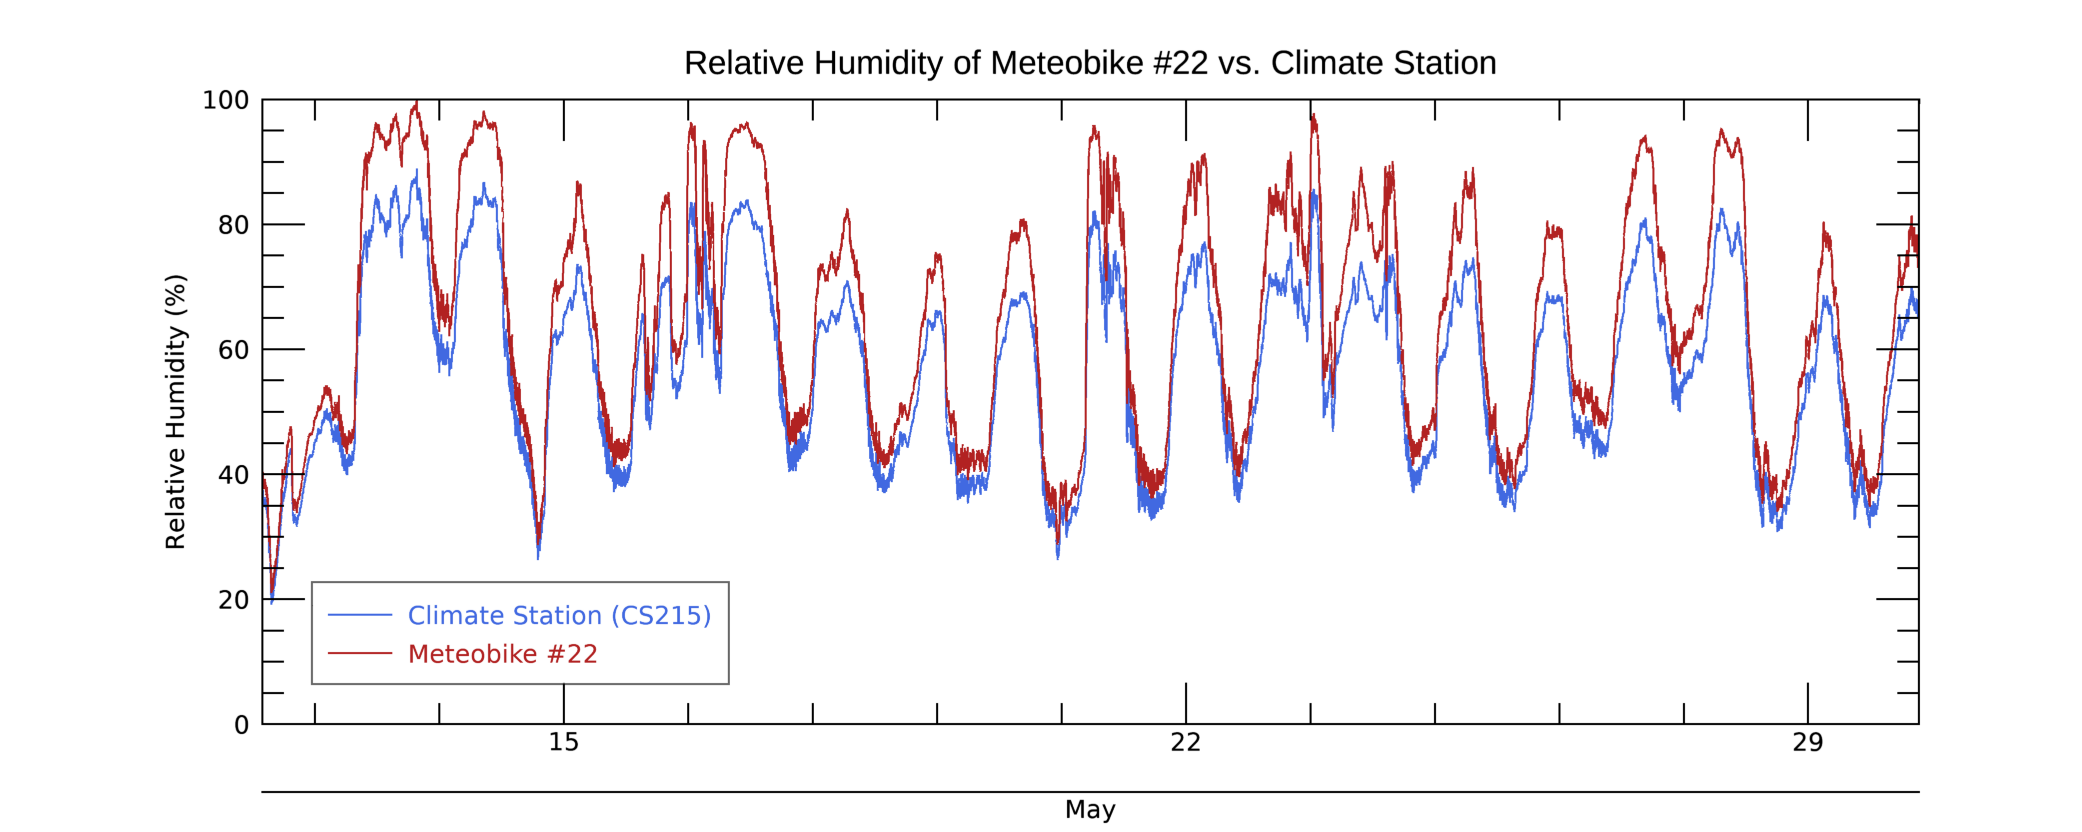 Relative Humidity of Meteobike #22 vs. Climate Station
Relative Humidity (%)
100
80
60
40
20
0
Climate Station (CS215)
Meteobike #22
15
22
29
May